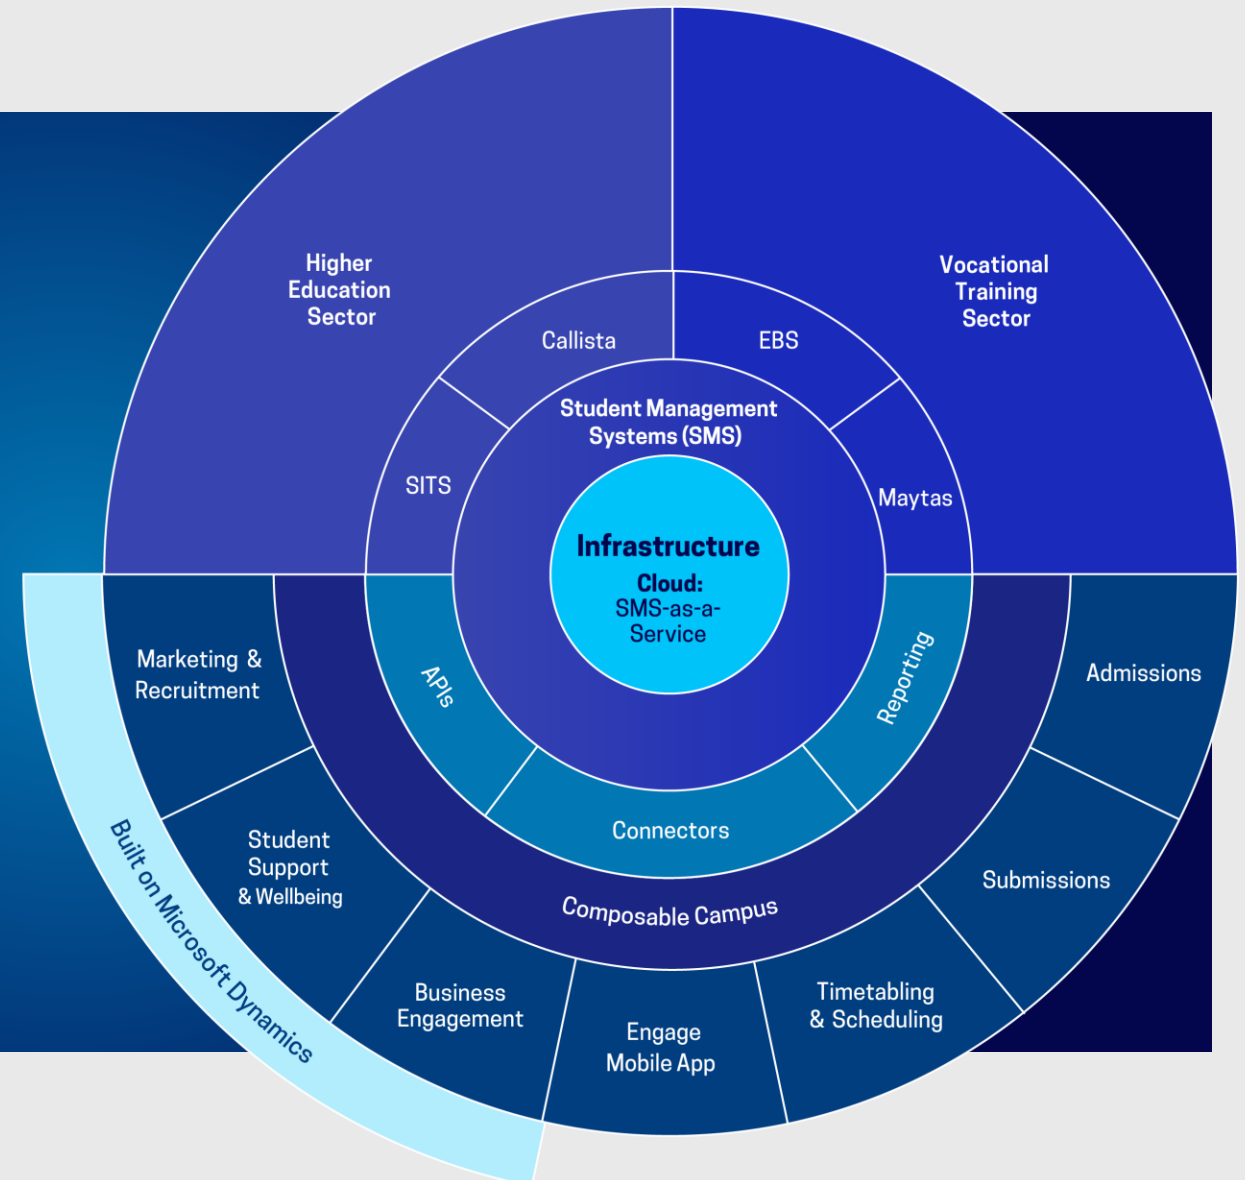 Higher
Education
Sector
Vocational
Training
Sector
Callista
EBS
SITS
Maytas
Student Management
Systems (SMS)
Infrastructure
Cloud:
SMS-as-a-
Service
APIs
Connectors
Reporting
Composable Campus
Marketing &
Recruitment
Student
Support
& Wellbeing
Business
Engagement
Engage
Mobile App
Timetabling
& Scheduling
Submissions
Admissions
Built on Microsoft Dynamics